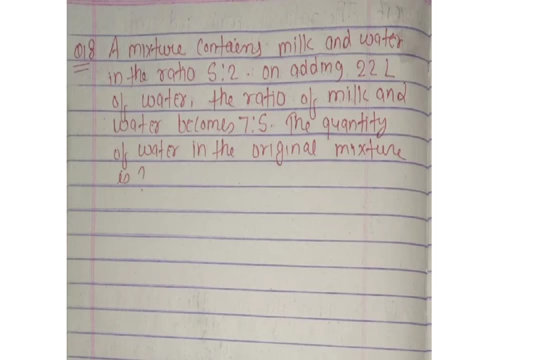 Q18 A mixture contains milk and water
in the ratio 5:2. on adding 22 L
of water, the ratio of milk and
water becomes 7:5. The quantity
of water in the original mixture
is ?